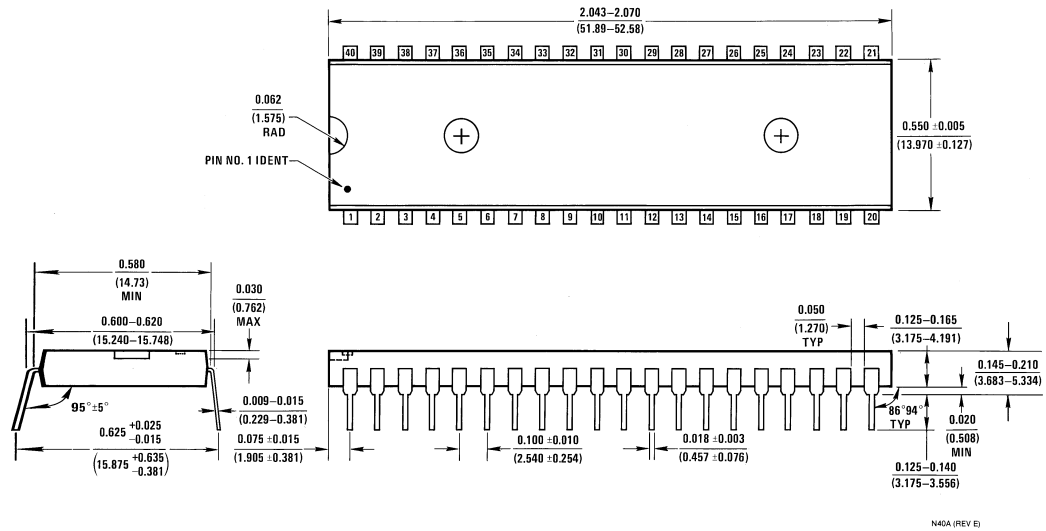 2.043–2.070
(51.89–52.58)
40 39 38 37 36 35 34 33 32 31 30 29 28 27 26 25 24 23 22 21
0.062
(1.575)
RAD
PIN NO. 1 IDENT
0.550 ±0.005
(13.970 ±0.127)
1 2 3 4 5 6 7 8 9 10 11 12 13 14 15 16 17 18 19 20
0.580
(14.73)
MIN
0.030
(0.762)
MAX
0.600–0.620
(15.240–15.748)
95°±5°
0.009–0.015
(0.229–0.381)
0.625 +0.025 -0.015
(15.875 +0.635 -0.381)
0.075 ±0.015
(1.905 ±0.381)
0.100 ±0.010
(2.540 ±0.254)
0.018 ±0.003
(0.457 ±0.076)
0.050
(1.270)
TYP
0.125–0.165
(3.175–4.191)
0.145–0.210
(3.683–5.334)
86°94°
TYP
0.020
(0.508)
MIN
0.125–0.140
(3.175–3.556)
N40A (REV E)